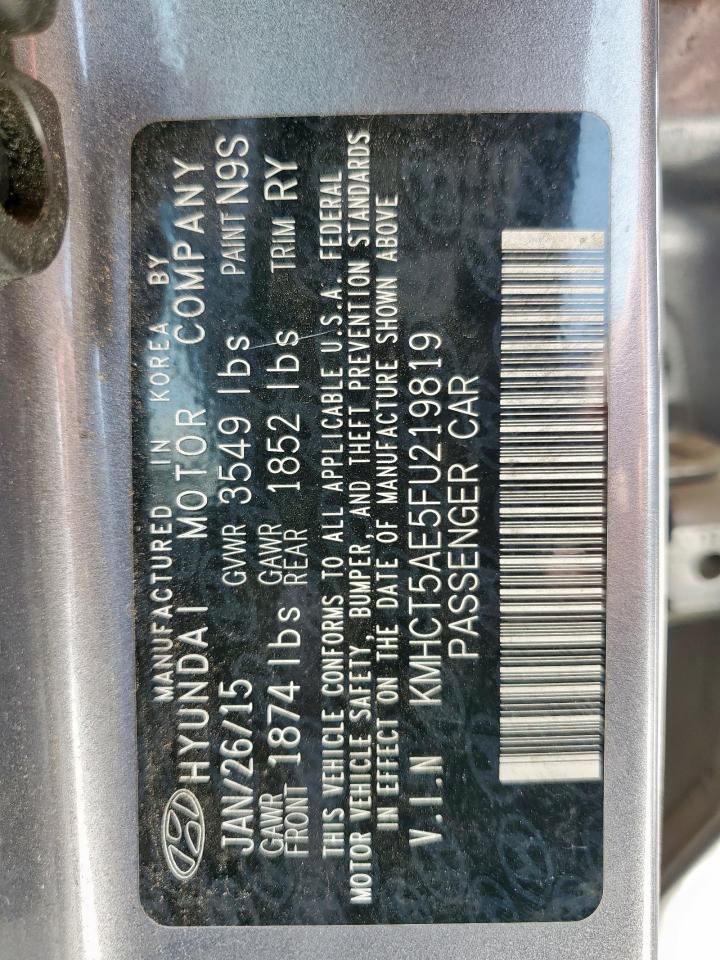 MANUFACTURED IN KOREA BY
HYUNDAI MOTOR COMPANY
JAN/26/15 GVWR 3549 lbs PAINT N9S
GAWR FRONT 1874 lbs GAWR REAR 1852 lbs TRIM RY
THIS VEHICLE CONFORMS TO ALL APPLICABLE U.S.A. FEDERAL
MOTOR VEHICLE SAFETY, BUMPER, AND THEFT PREVENTION STANDARDS
IN EFFECT ON THE DATE OF MANUFACTURE SHOWN ABOVE
V.I.N KMHCT5AE5FU219819
PASSENGER CAR